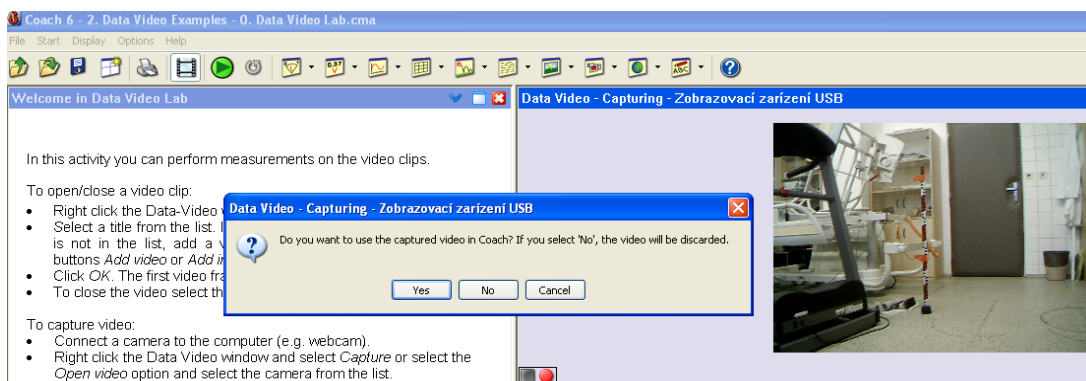 Coach 6 - 2. Data Video Examples - 0. Data Video Lab.cma
File Start Display Options Help
0.37
ABC
Welcome in Data Video Lab
Data Video - Capturing - Zobrazovací zarízení USB
In this activity you can perform measurements on the video clips.
To open/close a video clip:
• Right click the Data-Video
• Select a title from the list.
is not in the list, add a
buttons Add video or Add
• Click OK. The first video fra
• To close the video select th
Data Video - Capturing - Zobrazovací zarízení USB
Do you want to use the captured video in Coach? If you select 'No', the video will be discarded.
Yes No Cancel
To capture video:
• Connect a camera to the computer (e.g. webcam).
• Right click the Data Video window and select Capture or select the
Open video option and select the camera from the list.